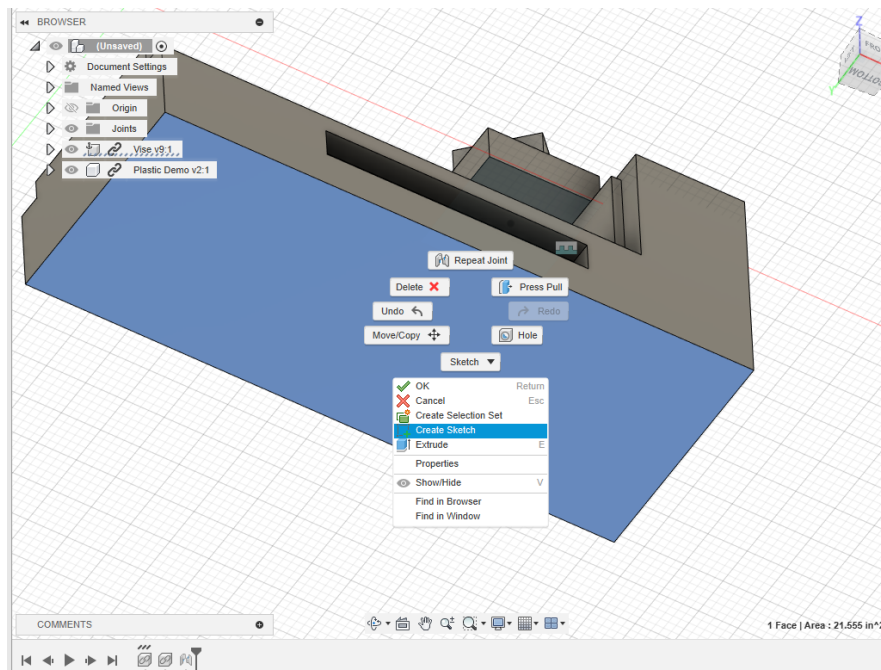 BROWSER
(Unsaved)
Document Settings
Named Views
Origin
Joints
Vise v9:1
Plastic Demo v2:1
Z
FRO
BOTTO
Y
Repeat Joint
Delete
Press Pull
Undo
Redo
Move/Copy
Hole
Sketch
OK Return
Cancel Esc
Create Selection Set
Create Sketch
Extrude E
Properties
Show/Hide V
Find in Browser
Find in Window
COMMENTS
1 Face | Area : 21.555 in^2